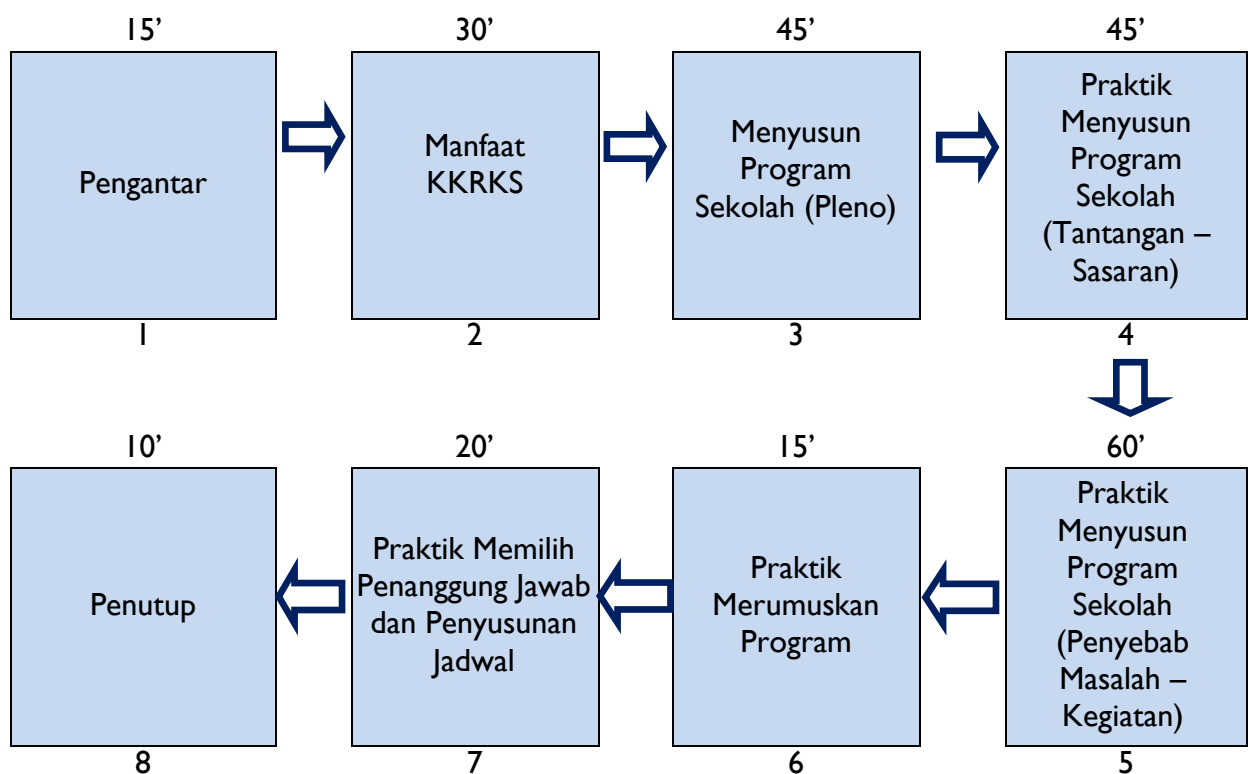 15’
30’
45’
45’
Pengantar
Manfaat
KKRKS
Menyusun
Program
Sekolah (Pleno)
Praktik
Menyusun
Program
Sekolah
(Tantangan –
Sasaran)
1
2
3
4
10’
20’
15’
60’
Penutup
Praktik Memilih
Penanggung Jawab
dan Penyusunan
Jadwal
Praktik
Merumuskan
Program
Praktik
Menyusun
Program
Sekolah
(Penyebab
Masalah –
Kegiatan)
8
7
6
5